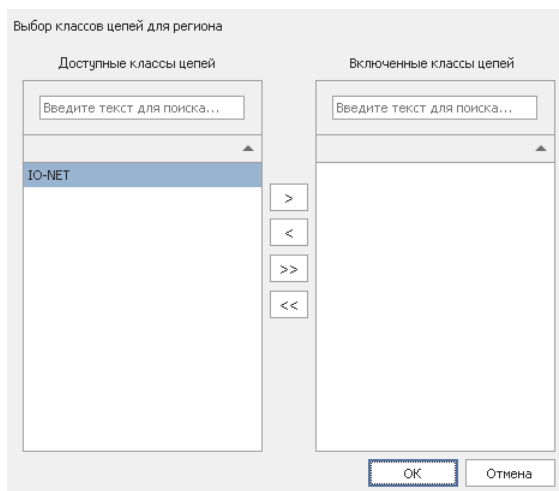 Выбор классов цепей для региона
Доступные классы цепей
Включенные классы цепей
Введите текст для поиска...
Введите текст для поиска...
IO-NET
>
<
>>
<<
ОК
Отмена